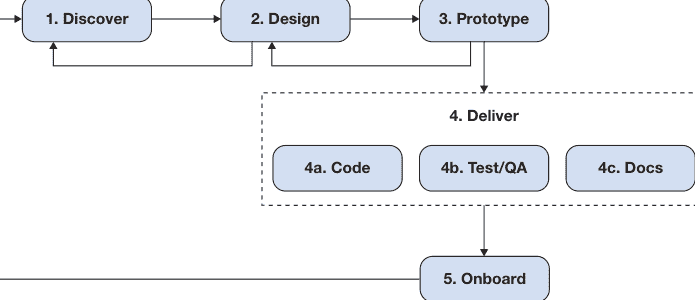 1. Discover
2. Design
3. Prototype
4. Deliver
4a. Code
4b. Test/QA
4c. Docs
5. Onboard